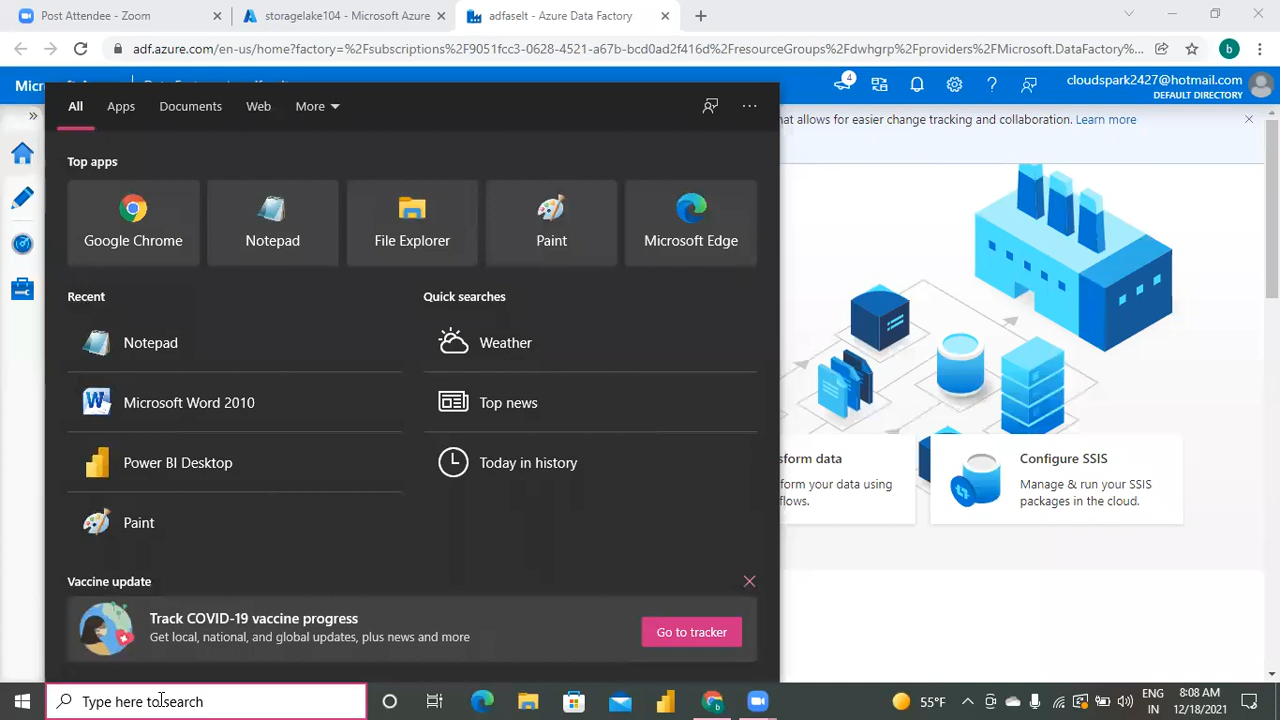 Post Attendee - Zoom
storagelake104 - Microsoft Azure
adfaselt - Azure Data Factory
adf.azure.com/en-us/home?factory=%2Fsubscriptions%2F9051fcc3-0628-4521-a67b-bcd0ad2f416d%2FresourceGroups%2Fdwhgrp%2Fproviders%2FMicrosoft.DataFactory%...
b
4
cloudspark2427@hotmail.com
DEFAULT DIRECTORY
All Apps Documents Web More
hat allows for easier change tracking and collaboration. Learn more
Top apps
Google Chrome Notepad File Explorer Paint Microsoft Edge
Recent
Notepad
Microsoft Word 2010
Power BI Desktop
Paint
Quick searches
Weather
Top news
Today in history
sform data
form your data using
flows.
Configure SSIS
Manage & run your SSIS
packages in the cloud.
Vaccine update
Track COVID-19 vaccine progress
Get local, national, and global updates, plus news and more
Go to tracker
Type here to search
55°F
ENG
IN
8:08 AM
12/18/2021